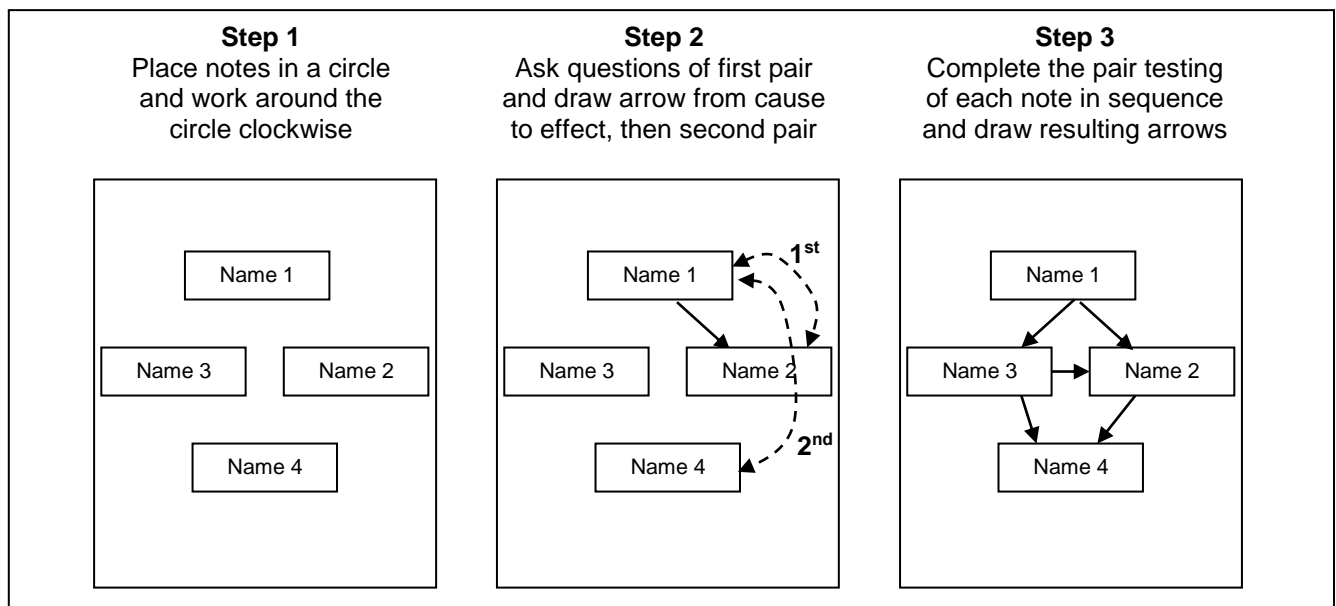 Step 1
Place notes in a circle
and work around the
circle clockwise
Name 1
Name 3
Name 2
Name 4
Step 2
Ask questions of first pair
and draw arrow from cause
to effect, then second pair
1st
Name 1
Name 3
Name 2
2nd
Name 4
Step 3
Complete the pair testing
of each note in sequence
and draw resulting arrows
Name 1
Name 3
Name 2
Name 4